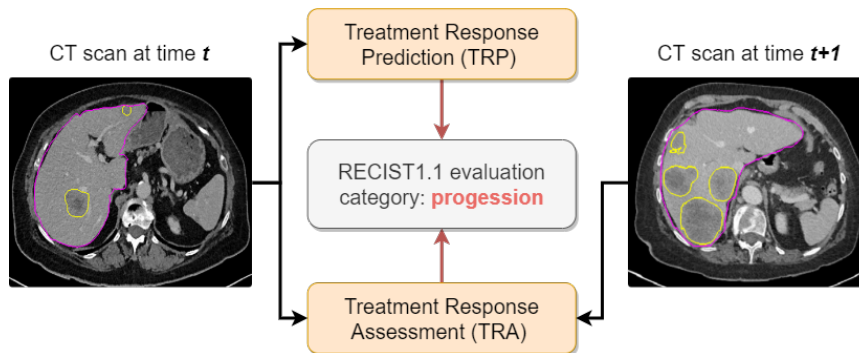 CT scan at time t
Treatment Response
Prediction (TRP)
CT scan at time t+1
RECIST1.1 evaluation
category: progession
Treatment Response
Assessment (TRA)